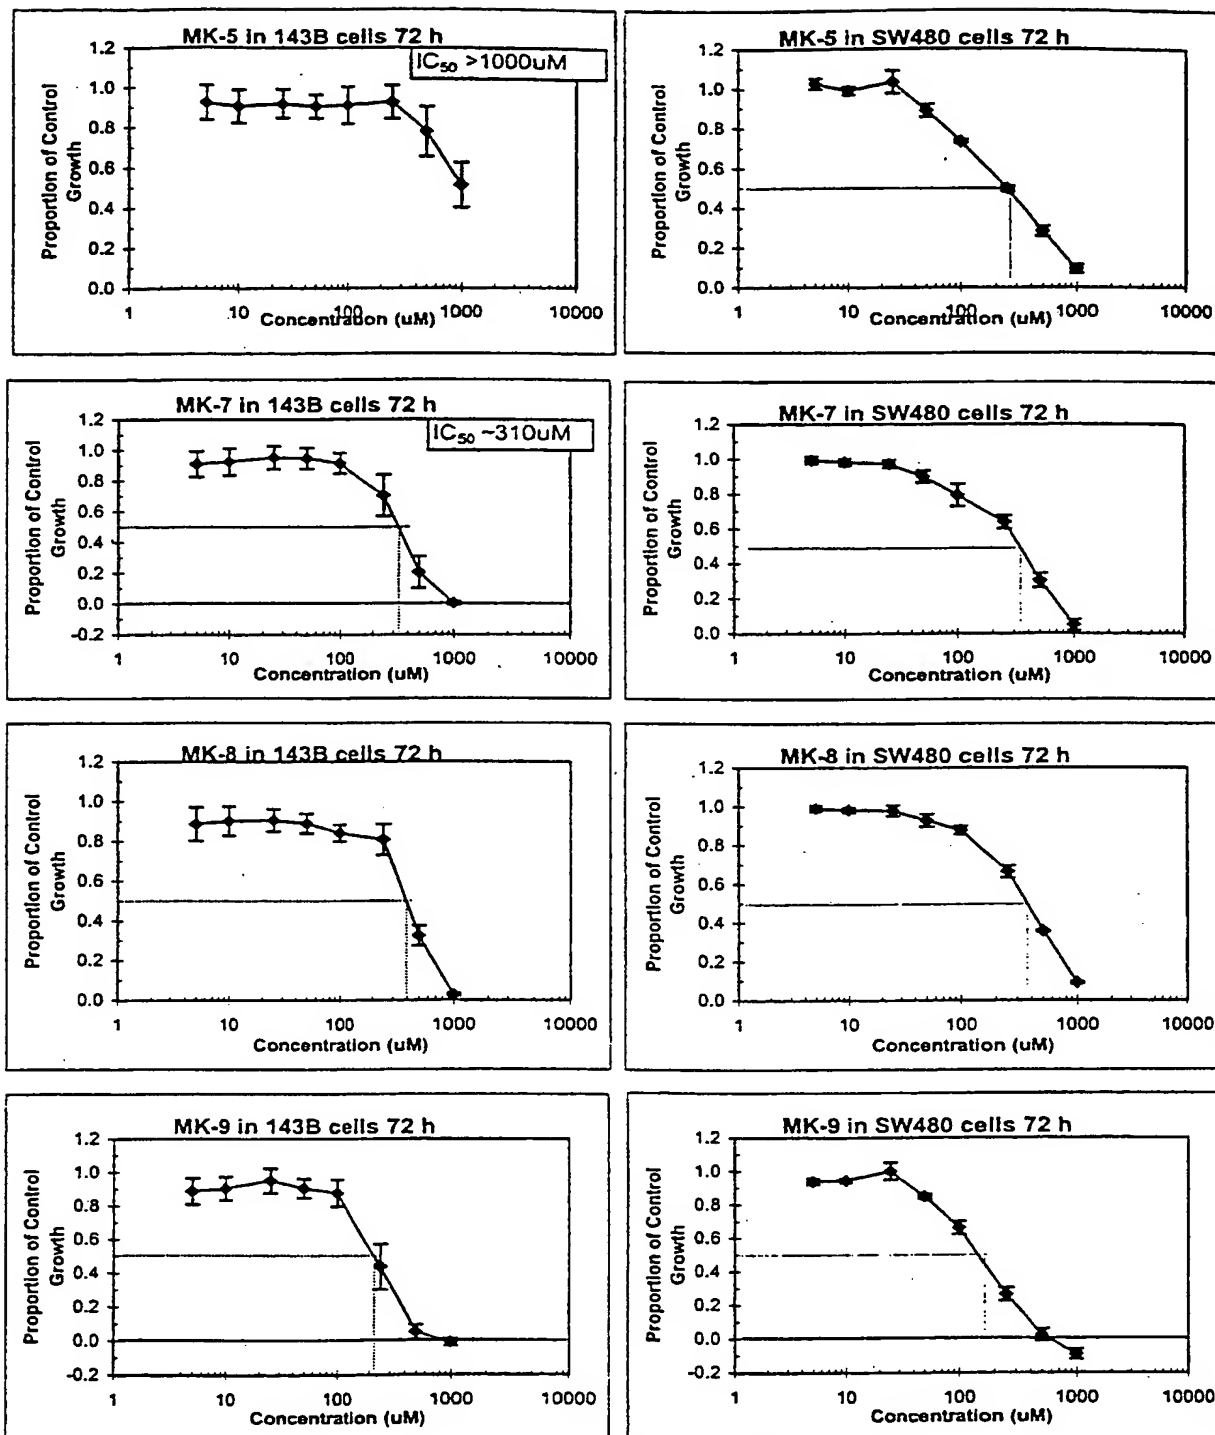 MK-5 in 143B cells 72 h
IC50 >1000uM
Proportion of Control
Growth
1.2
1.0
0.8
0.6
0.4
0.2
0.0
1
10
100
1000
10000
Concentration (uM)
MK-5 in SW480 cells 72 h
Proportion of Control
Growth
1.2
1.0
0.8
0.6
0.4
0.2
0.0
1
10
100
1000
10000
Concentration (uM)
MK-7 in 143B cells 72 h
IC50 ~310uM
Proportion of Control
Growth
1.2
1.0
0.8
0.6
0.4
0.2
0.0
-0.2
1
10
100
1000
10000
Concentration (uM)
MK-7 in SW480 cells 72 h
Proportion of Control
Growth
1.2
1.0
0.8
0.6
0.4
0.2
0.0
1
10
100
1000
10000
Concentration (uM)
MK-8 in 143B cells 72 h
Proportion of Control
Growth
1.2
1.0
0.8
0.6
0.4
0.2
0.0
1
10
100
1000
10000
Concentration (uM)
MK-8 in SW480 cells 72 h
Proportion of Control
Growth
1.2
1.0
0.8
0.6
0.4
0.2
0.0
1
10
100
1000
10000
Concentration (uM)
MK-9 in 143B cells 72 h
Proportion of Control
Growth
1.2
1.0
0.8
0.6
0.4
0.2
0.0
-0.2
1
10
100
1000
10000
Concentration (uM)
MK-9 in SW480 cells 72 h
Proportion of Control
Growth
1.2
1.0
0.8
0.6
0.4
0.2
0.0
-0.2
1
10
100
1000
10000
Concentration (uM)